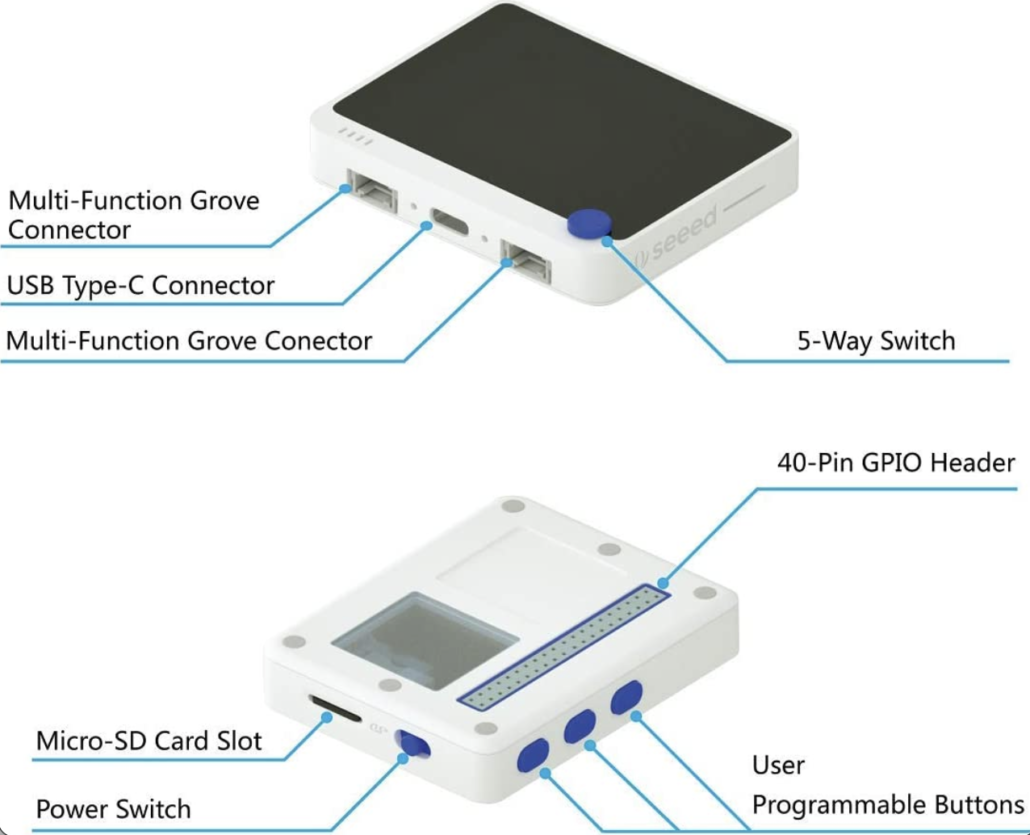 Multi-Function Grove
Connector
USB Type-C Connector
Multi-Function Grove Conector
5-Way Switch
seeed
40-Pin GPIO Header
Micro-SD Card Slot
Power Switch
User
Programmable Buttons